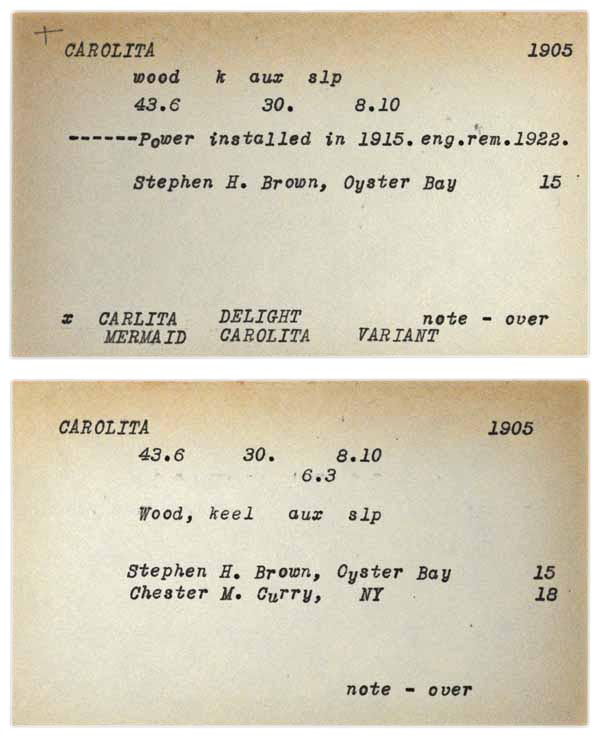 CAROLITA 1905
wood k aux slp
43.6 30. 8.10
------Power installed in 1915. eng.rem.1922.
Stephen H. Brown, Oyster Bay 15
x CARLITA DELIGHT note - over
MERMAID CAROLITA VARIANT
CAROLITA 1905
43.6 30. 8.10
6.3
Wood, keel aux slp
Stephen H. Brown, Oyster Bay 15
Chester M. Curry, NY 18
note - over